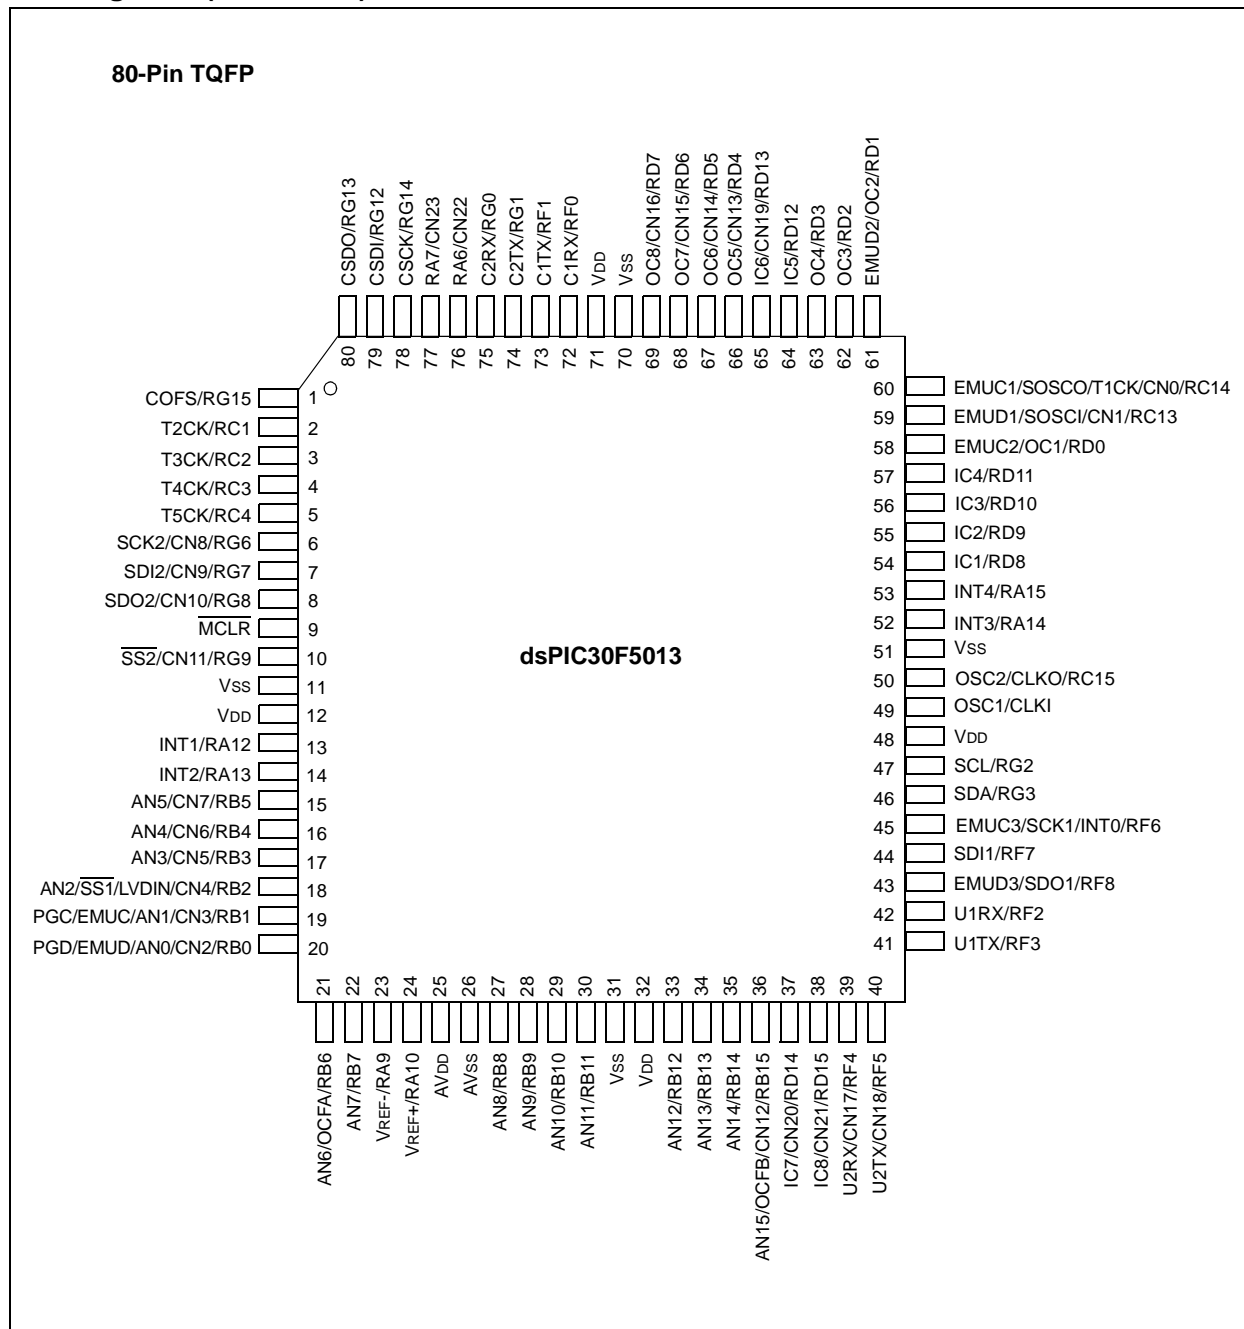 80-Pin TQFP
CSDO/RG13
CSDI/RG12
CSCK/RG14
RA7/CN23
RA6/CN22
C2RX/RG0
C2TX/RG1
C1TX/RF1
C1RX/RF0
VDD
VSS
OC8/CN16/RD7
OC7/CN15/RD6
OC6/CN14/RD5
OC5/CN13/RD4
IC6/CN19/RD13
IC5/RD12
OC4/RD3
OC3/RD2
EMUD2/OC2/RD1
80
79
78
77
76
75
74
73
72
71
70
69
68
67
66
65
64
63
62
61
COFS/RG15 1
T2CK/RC1 2
T3CK/RC2 3
T4CK/RC3 4
T5CK/RC4 5
SCK2/CN8/RG6 6
SDI2/CN9/RG7 7
SDO2/CN10/RG8 8
MCLR 9
SS2/CN11/RG9 10
VSS 11
VDD 12
INT1/RA12 13
INT2/RA13 14
AN5/CN7/RB5 15
AN4/CN6/RB4 16
AN3/CN5/RB3 17
AN2/SS1/LVDIN/CN4/RB2 18
PGC/EMUC/AN1/CN3/RB1 19
PGD/EMUD/AN0/CN2/RB0 20
dsPIC30F5013
60 EMUC1/SOSCO/T1CK/CN0/RC14
59 EMUD1/SOSCI/CN1/RC13
58 EMUC2/OC1/RD0
57 IC4/RD11
56 IC3/RD10
55 IC2/RD9
54 IC1/RD8
53 INT4/RA15
52 INT3/RA14
51 VSS
50 OSC2/CLKO/RC15
49 OSC1/CLKI
48 VDD
47 SCL/RG2
46 SDA/RG3
45 EMUC3/SCK1/INT0/RF6
44 SDI1/RF7
43 EMUD3/SDO1/RF8
42 U1RX/RF2
41 U1TX/RF3
21
22
23
24
25
26
27
28
29
30
31
32
33
34
35
36
37
38
39
40
AN6/OCFA/RB6
AN7/RB7
VREF-/RA9
VREF+/RA10
AVDD
AVSS
AN8/RB8
AN9/RB9
AN10/RB10
AN11/RB11
VSS
VDD
AN12/RB12
AN13/RB13
AN14/RB14
AN15/OCFB/CN12/RB15
IC7/CN20/RD14
IC8/CN21/RD15
U2RX/CN17/RF4
U2TX/CN18/RF5